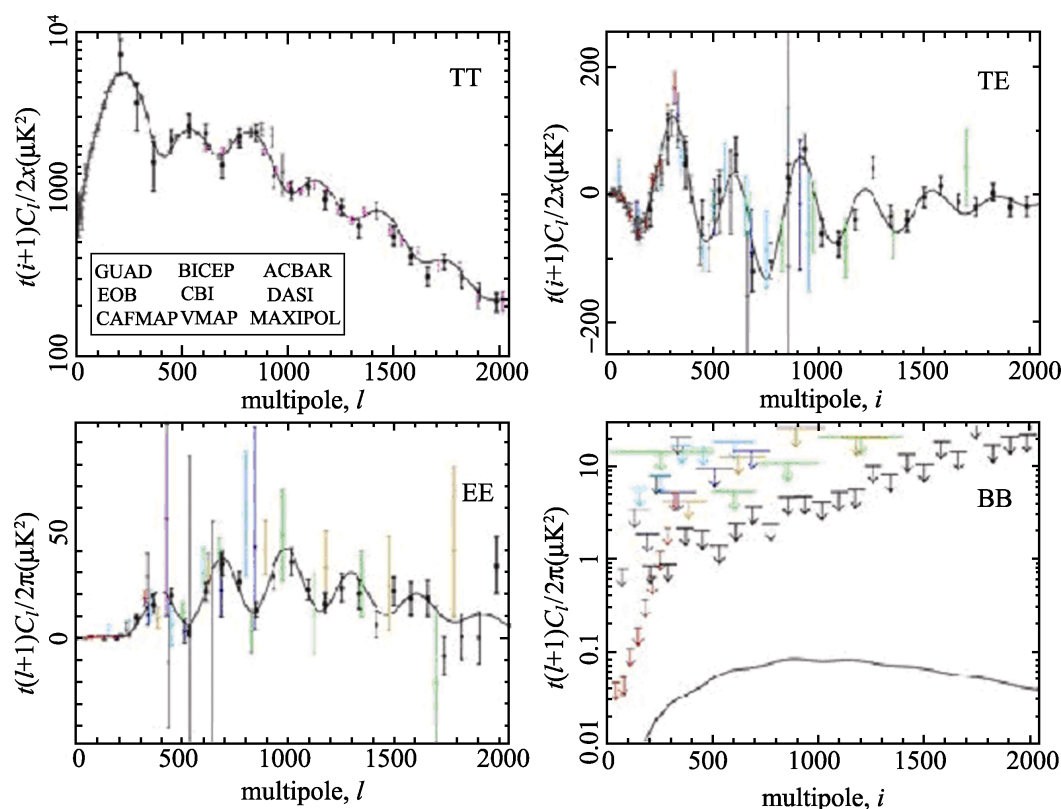 TT
t(i+1)C_l/2x(μK²)
10⁴
1000
100
GUAD BICEP ACBAR
EOB CBI DASI
CAFMAP VMAP MAXIPOL
0 500 1000 1500 2000
multipole, l
TE
t(i+1)C_l/2x(μK²)
200
0
−200
0 500 1000 1500 2000
multipole, i
EE
t(l+1)C_l/2π(μK²)
50
0
0 500 1000 1500 2000
multipole, l
BB
t(l+1)C_l/2π(μK²)
10
1
0.1
0.01
0 500 1000 1500 2000
multipole, i